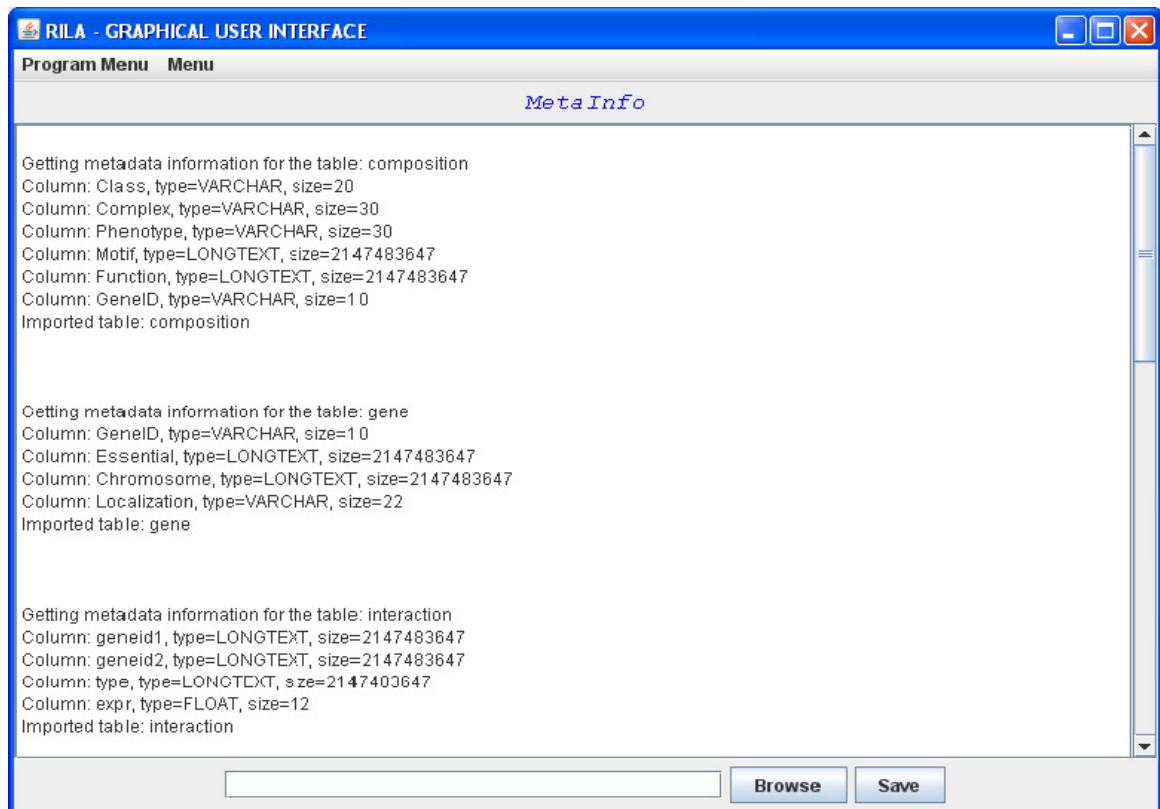 RILA - GRAPHICAL USER INTERFACE
Program Menu Menu
MetaInfo
Getting metadata information for the table: composition
Column: Class, type=VARCHAR, size=20
Column: Complex, type=VARCHAR, size=30
Column: Phenotype, type=VARCHAR, size=30
Column: Motif, type=LONGTEXT, size=2147483647
Column: Function, type=LONGTEXT, size=2147483647
Column: GeneID, type=VARCHAR, size=10
Imported table: composition
Getting metadata information for the table: gene
Column: GeneID, type=VARCHAR, size=10
Column: Essential, type=LONGTEXT, size=2147483647
Column: Chromosome, type=LONGTEXT, size=2147483647
Column: Localization, type=VARCHAR, size=22
Imported table: gene
Getting metadata information for the table: interaction
Column: geneid1, type=LONGTEXT, size=2147483647
Column: geneid2, type=LONGTEXT, size=2147483647
Column: type, type=LONGTEXT, size=2147483647
Column: expr, type=FLOAT, size=12
Imported table: interaction
Browse Save